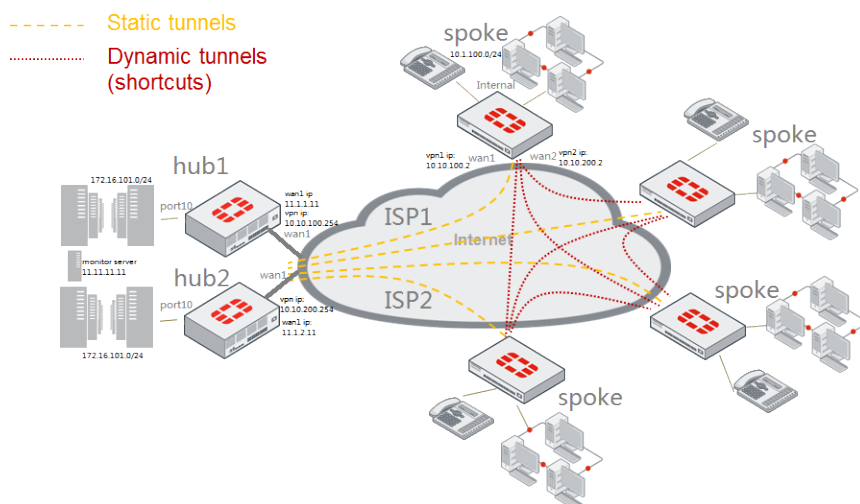 Static tunnels
Dynamic tunnels
(shortcuts)
spoke
10.1.100.0/24
Internal
vpn1 ip:
10.10.100.2
wan1
wan2
vpn2 ip:
10.10.200.2
spoke
hub1
172.16.101.0/24
port10
wan1 ip
11.1.1.11
vpn ip:
10.10.100.254
wan1
ISP1
Internet
monitor server
11.11.11.11
hub2
wan1
port10
vpn ip:
10.10.200.254
wan1 ip:
11.1.2.11
ISP2
172.16.101.0/24
spoke
spoke